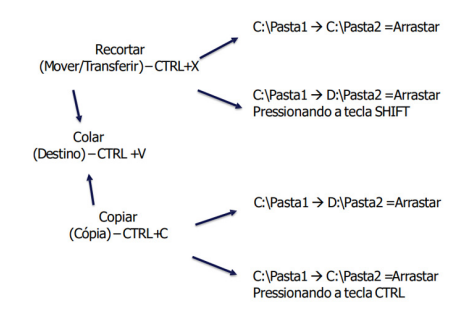 C:\Pasta1 → C:\Pasta2 =Arrastar
Recortar
(Mover/Transferir)–CTRL+X
C:\Pasta1 → D:\Pasta2 =Arrastar
Pressionando a tecla SHIFT
Colar
(Destino) – CTRL +V
C:\Pasta1 → D:\Pasta2 =Arrastar
Copiar
(Cópia) – CTRL+C
C:\Pasta1 → C:\Pasta2 =Arrastar
Pressionando a tecla CTRL